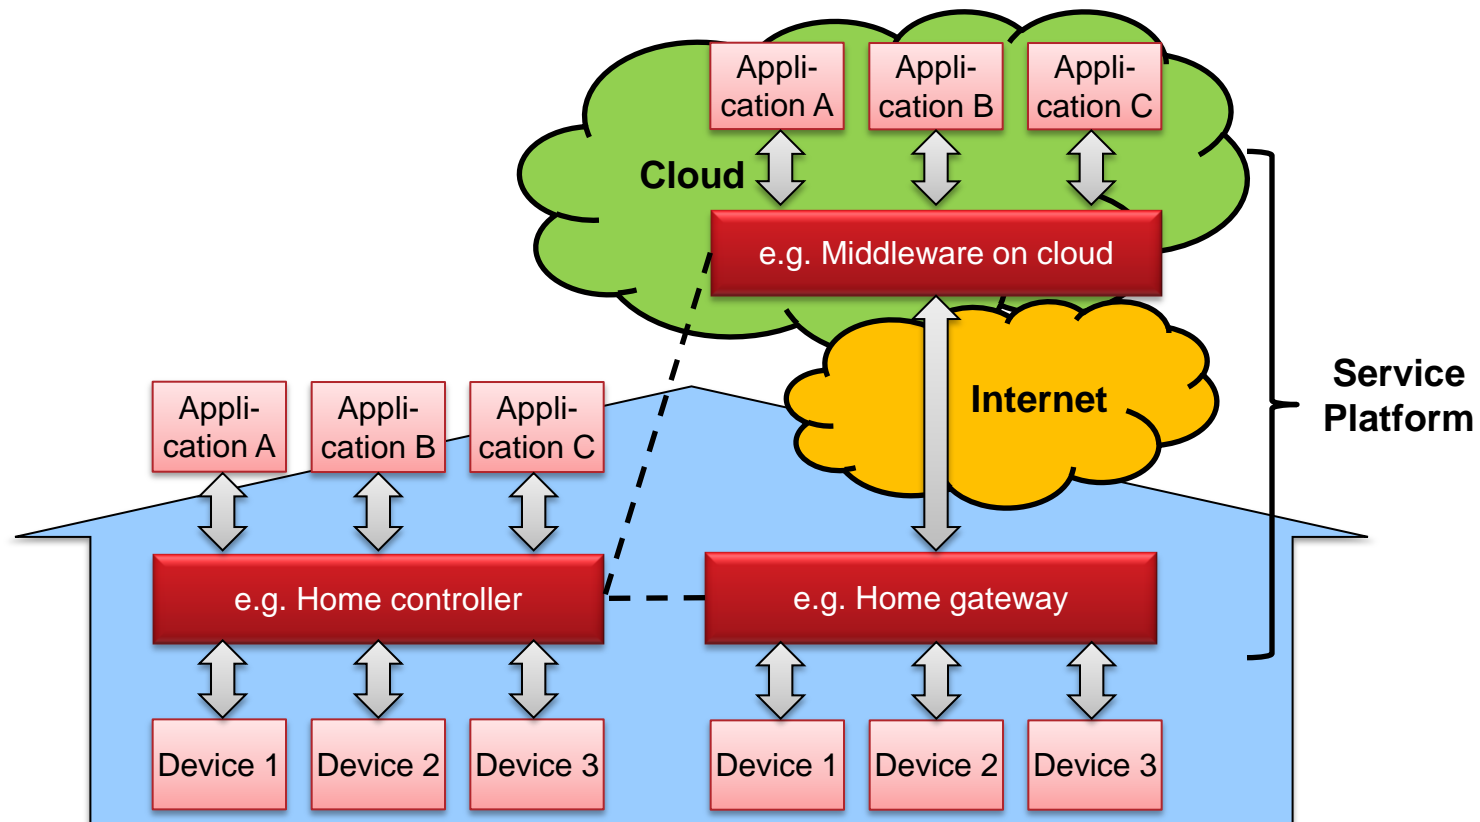 Appli-
cation A
Appli-
cation B
Appli-
cation C
Cloud
e.g. Middleware on cloud
Internet
Service
Platform
Appli-
cation A
Appli-
cation B
Appli-
cation C
e.g. Home controller
e.g. Home gateway
Device 1
Device 2
Device 3
Device 1
Device 2
Device 3